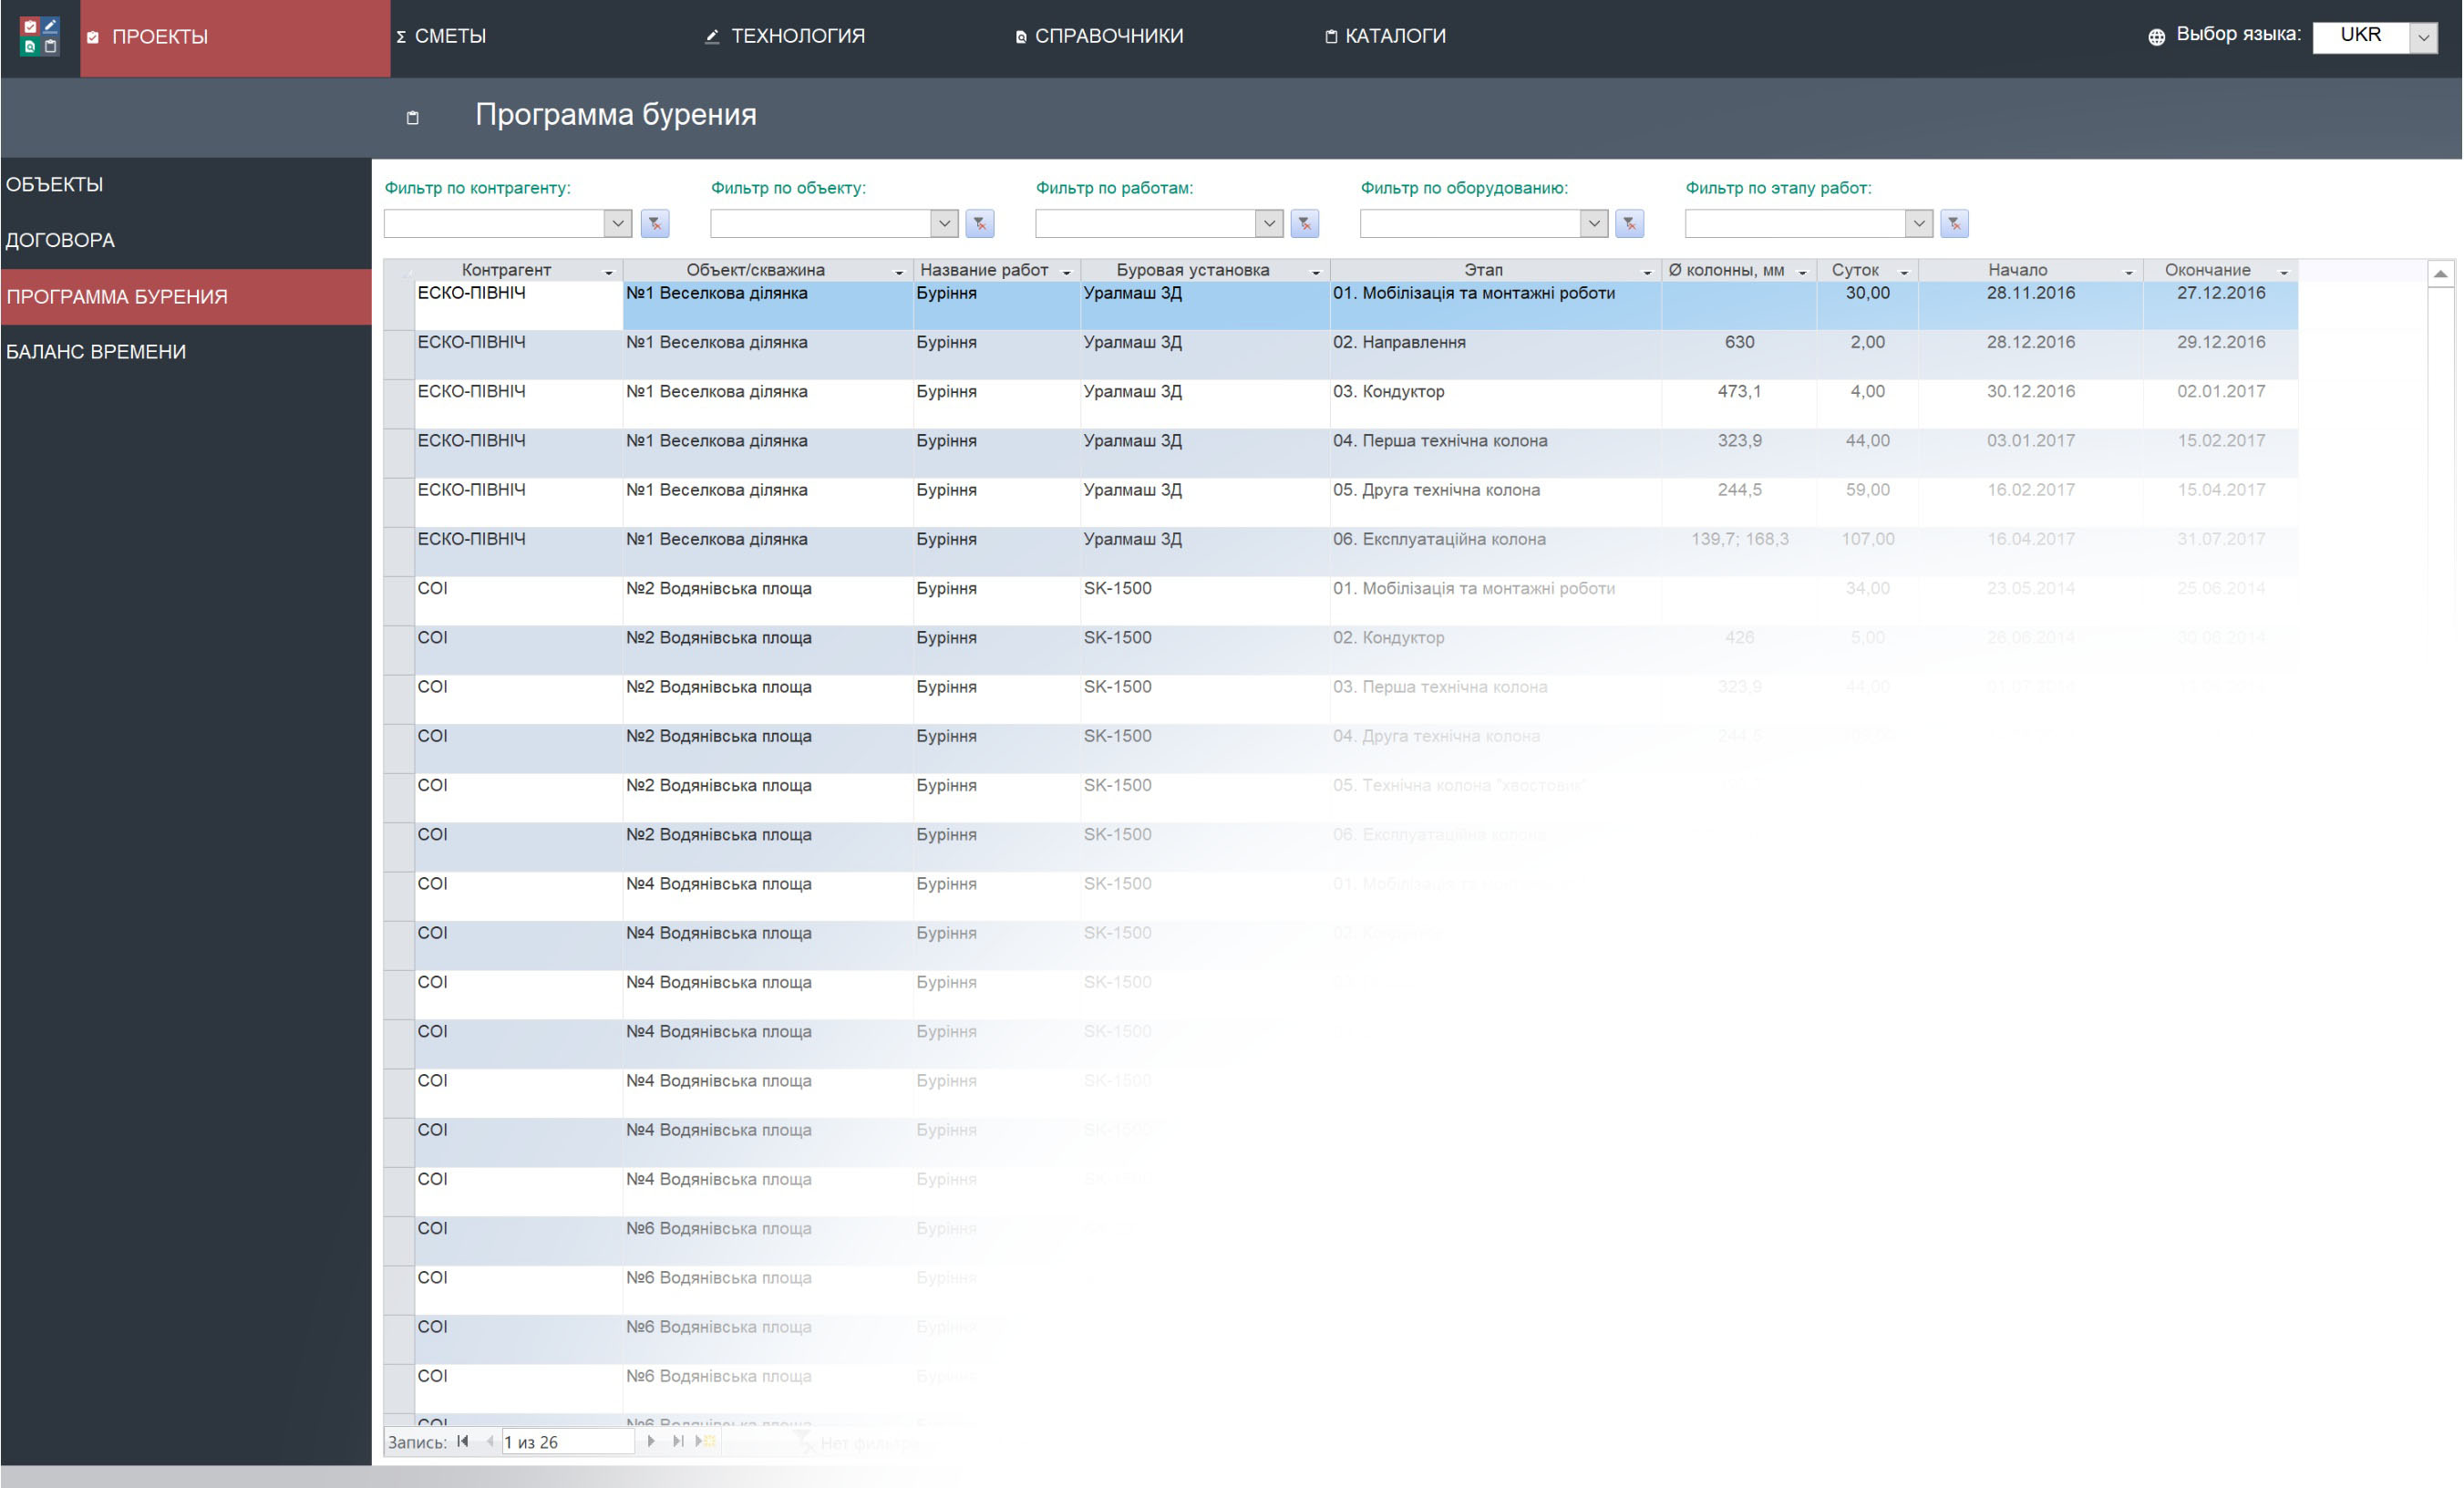 ПРОЕКТЫ Σ СМЕТЫ ТЕХНОЛОГИЯ СПРАВОЧНИКИ КАТАЛОГИ Выбор языка: UKR
Программа бурения
ОБЪЕКТЫ
ДОГОВОРА
ПРОГРАММА БУРЕНИЯ
БАЛАНС ВРЕМЕНИ
Фильтр по контрагенту: Фильтр по объекту: Фильтр по работам: Фильтр по оборудованию: Фильтр по этапу работ:
Контрагент Объект/скважина Название работ Буровая установка Этап Ø колонны, мм Суток Начало Окончание
ЕСКО-ПІВНІЧ №1 Веселкова ділянка Буріння Уралмаш 3Д 01. Мобілізація та монтажні роботи 30,00 28.11.2016 27.12.2016
ЕСКО-ПІВНІЧ №1 Веселкова ділянка Буріння Уралмаш 3Д 02. Направлення 630 2,00 28.12.2016 29.12.2016
ЕСКО-ПІВНІЧ №1 Веселкова ділянка Буріння Уралмаш 3Д 03. Кондуктор 473,1 4,00 30.12.2016 02.01.2017
ЕСКО-ПІВНІЧ №1 Веселкова ділянка Буріння Уралмаш 3Д 04. Перша технічна колона 323,9 44,00 03.01.2017 15.02.2017
ЕСКО-ПІВНІЧ №1 Веселкова ділянка Буріння Уралмаш 3Д 05. Друга технічна колона 244,5 59,00 16.02.2017 15.04.2017
ЕСКО-ПІВНІЧ №1 Веселкова ділянка Буріння Уралмаш 3Д 06. Експлуатаційна колона 139,7; 168,3 107,00 16.04.2017 31.07.2017
СОІ №2 Водянівська площа Буріння SK-1500 01. Мобілізація та монтажні роботи 34,00 23.05.2014 25.06.2014
СОІ №2 Водянівська площа Буріння SK-1500 02. Кондуктор 426 5,00 26.06.2014 30.06.2014
СОІ №2 Водянівська площа Буріння SK-1500 03. Перша технічна колона 323,9 44,00
СОІ №2 Водянівська площа Буріння SK-1500 04. Друга технічна колона 244,5
СОІ №2 Водянівська площа Буріння SK-1500 05. Технічна колона "хвостовик"
СОІ №2 Водянівська площа Буріння SK-1500 06. Експлуатаційна колона
СОІ №4 Водянівська площа Буріння SK-1500 01. Мобілізація та
СОІ №4 Водянівська площа Буріння SK-1500 02.
СОІ №4 Водянівська площа Буріння SK-1500
СОІ №4 Водянівська площа Буріння SK-1500
СОІ №4 Водянівська площа Буріння SK-1500
СОІ №4 Водянівська площа Буріння SK-1500
СОІ №4 Водянівська площа Буріння
СОІ №6 Водянівська площа Буріння
СОІ №6 Водянівська площа Буріння
СОІ №6 Водянівська площа Буріння
СОІ №6 Водянівська площа
СОІ №6 Водянівська площа
Запись: 1 из 26 Нет фильтра